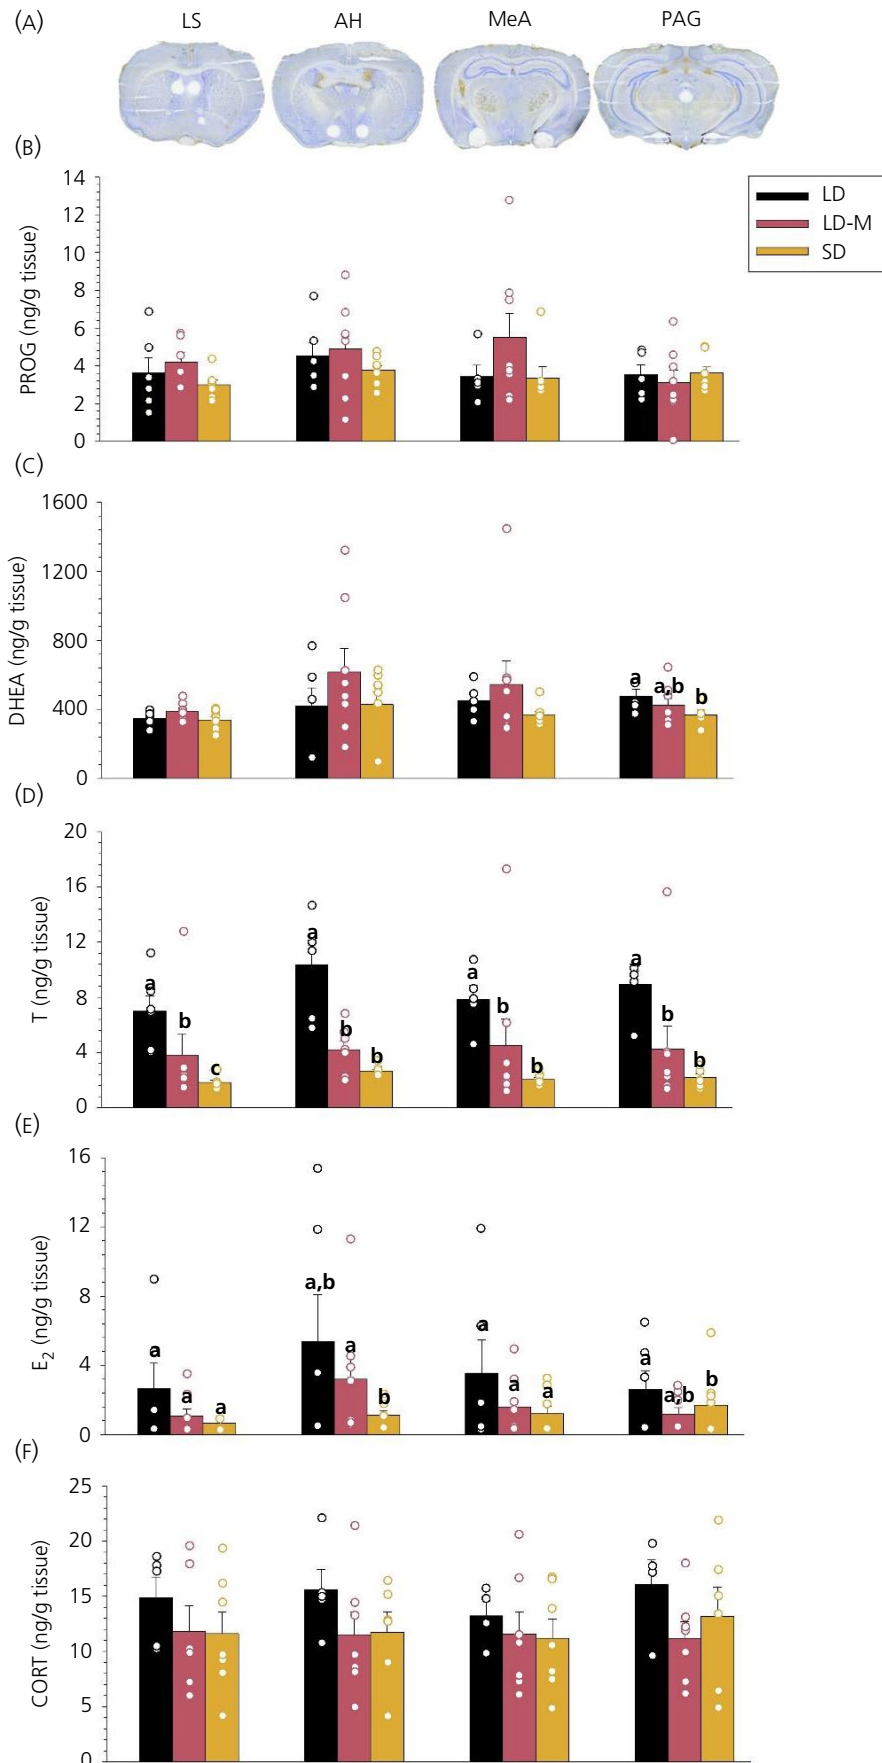 (A)
LS AH MeA PAG
(B)
PROG (ng/g tissue)
14
12
10
8
6
4
2
0
LD
LD-M
SD
(C)
DHEA (ng/g tissue)
1600
1200
800
400
0
a a,b b
(D)
T (ng/g tissue)
20
16
12
8
4
0
a b c a b b a b b a b b
(E)
E2 (ng/g tissue)
16
12
8
4
0
a a a a,b a b a a a a a,b b
(F)
CORT (ng/g tissue)
25
20
15
10
5
0